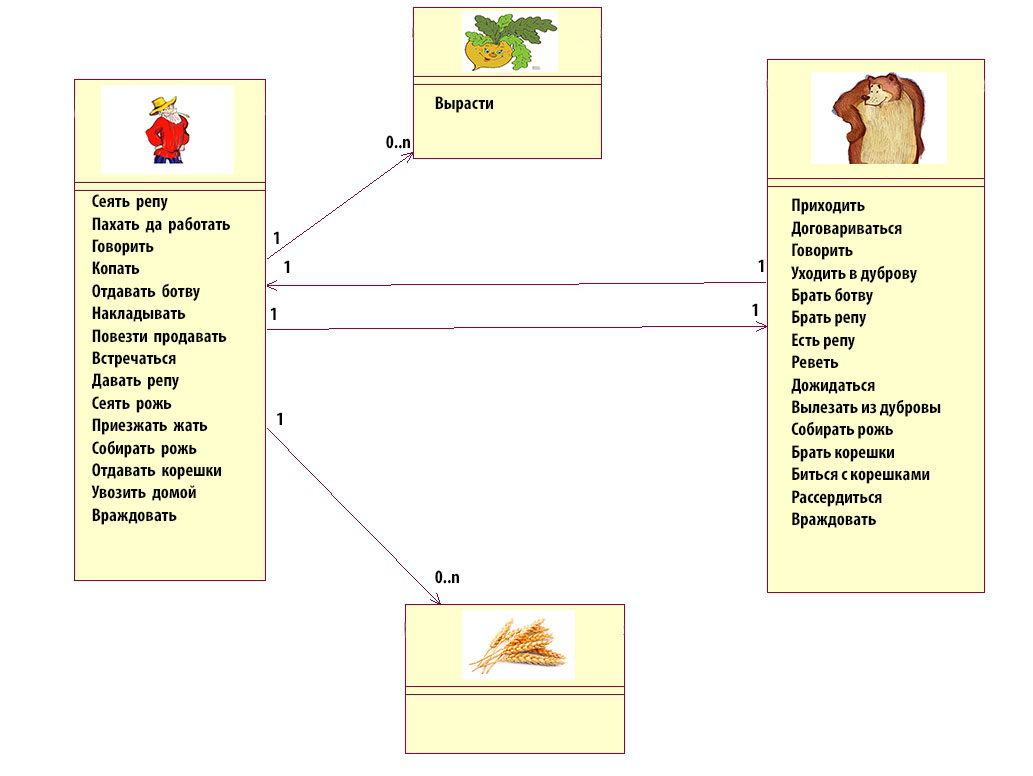 Вырасти
0..n
1
Сеять репу
Пахать да работать
Говорить
Копать
Отдавать ботву
Накладывать
Повезти продавать
Встречаться
Давать репу
Сеять рожь
Приезжать жать
Собирать рожь
Отдавать корешки
Увозить домой
Враждовать
1
1
1
1
1
0..n
Приходить
Договариваться
Говорить
Уходить в дуброву
Брать ботву
Брать репу
Есть репу
Реветь
Дожидаться
Вылезать из дубровы
Собирать рожь
Брать корешки
Биться с корешками
Рассердиться
Враждовать